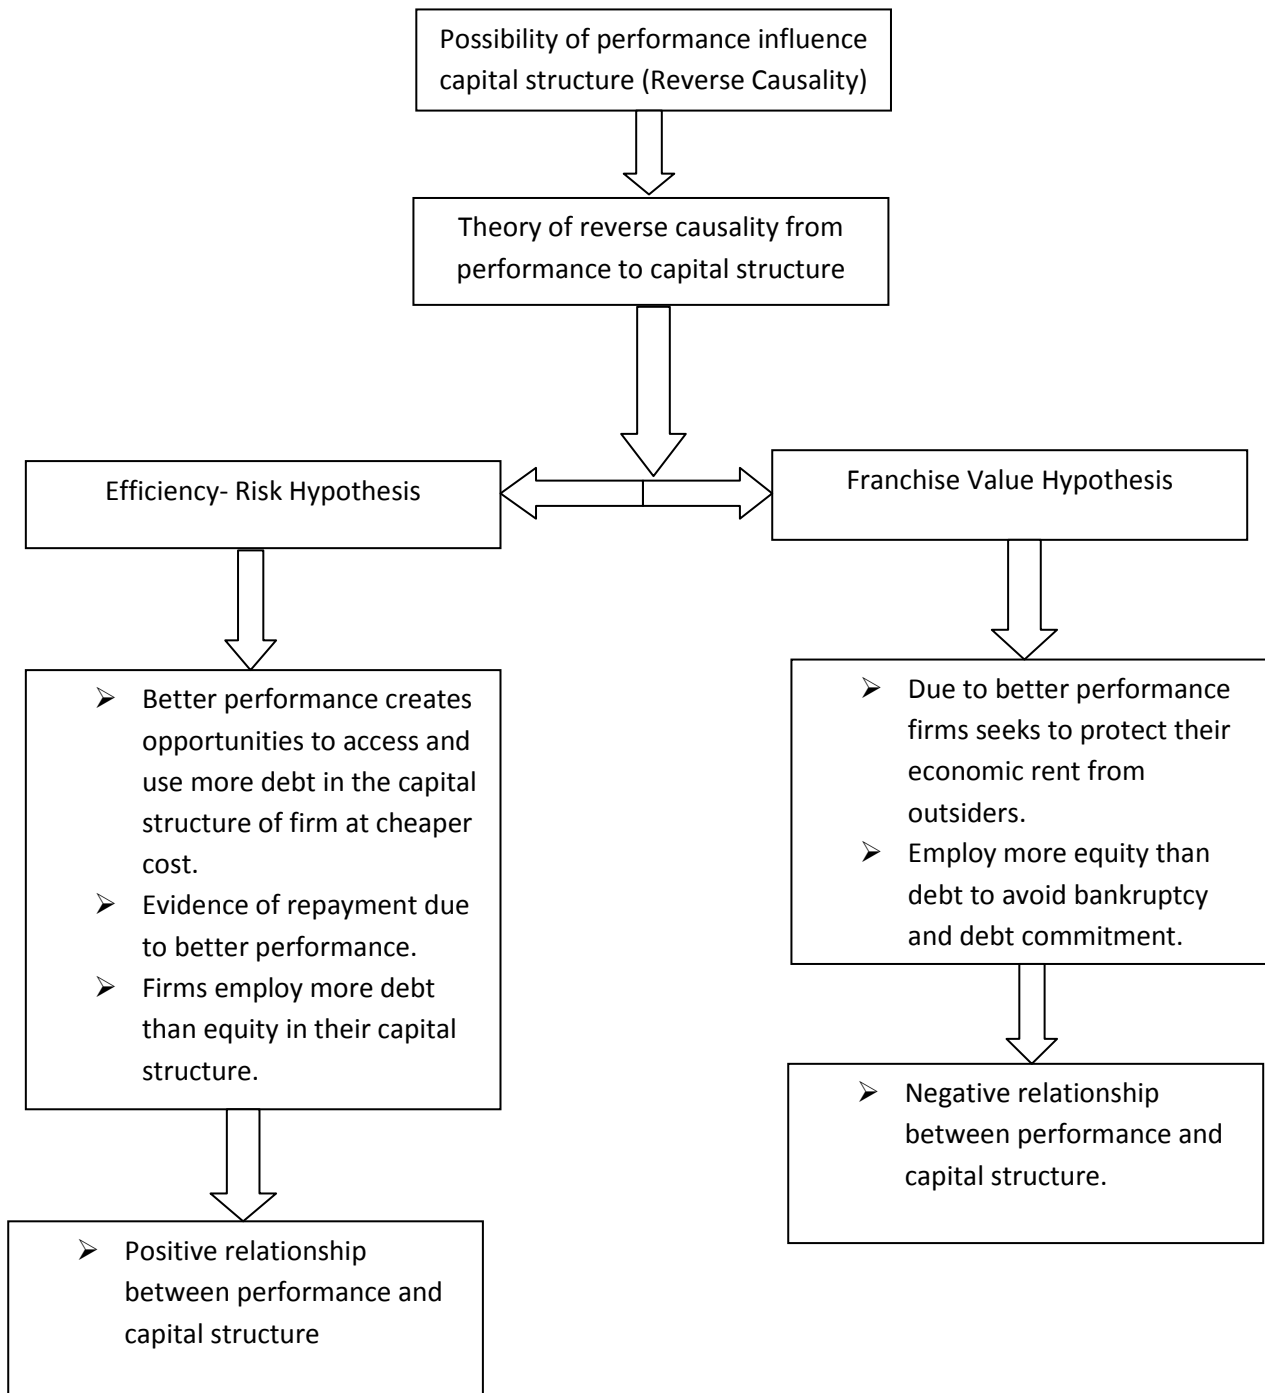 Possibility of performance influence
capital structure (Reverse Causality)
Theory of reverse causality from
performance to capital structure
Efficiency- Risk Hypothesis
Franchise Value Hypothesis
➢ Better performance creates
opportunities to access and
use more debt in the capital
structure of firm at cheaper
cost.
➢ Evidence of repayment due
to better performance.
➢ Firms employ more debt
than equity in their capital
structure.
➢ Due to better performance
firms seeks to protect their
economic rent from
outsiders.
➢ Employ more equity than
debt to avoid bankruptcy
and debt commitment.
➢ Positive relationship
between performance and
capital structure
➢ Negative relationship
between performance and
capital structure.